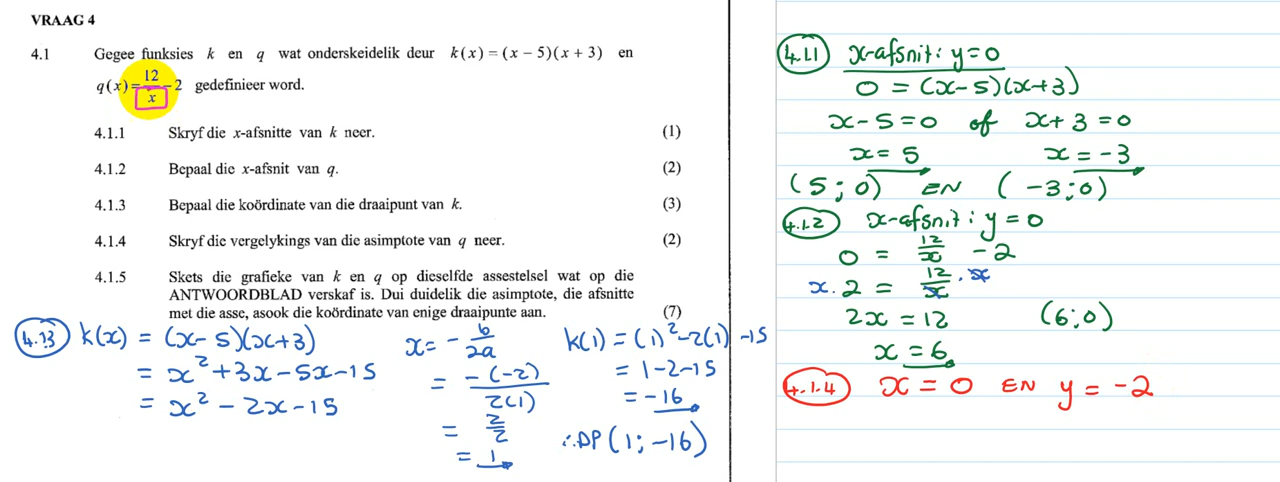 VRAAG 4
4.1 Gegee funksies k en q wat onderskeidelik deur k(x) = (x − 5)(x + 3) en
q(x) = 12/x − 2 gedefinieer word.
4.1.1 Skryf die x-afsnitte van k neer. (1)
4.1.2 Bepaal die x-afsnit van q. (2)
4.1.3 Bepaal die koördinate van die draaipunt van k. (3)
4.1.4 Skryf die vergelykings van die asimptote van q neer. (2)
4.1.5 Skets die grafieke van k en q op dieselfde assestelsel wat op die
ANTWOORDBLAD verskaf is. Dui duidelik die asimptote, die afsnitte
met die asse, asook die koördinate van enige draaipunte aan. (7)
4.1.3 k(x) = (x-5)(x+3)
= x² + 3x - 5x - 15
= x² - 2x - 15
x = - b/2a
= -(-2)/2(1)
= 2/2
= 1
k(1) = (1)² - 2(1) - 15
= 1 - 2 - 15
= -16
∴ DP (1; -16)
4.1.1 x-afsnit: y = 0
0 = (x-5)(x+3)
x - 5 = 0 of x + 3 = 0
x = 5 x = -3
(5;0) EN (-3;0)
4.1.2 x-afsnit: y = 0
0 = 12/x - 2
x. 2 = 12/x . x
2x = 12 (6;0)
x = 6
4.1.4 x = 0 EN y = -2